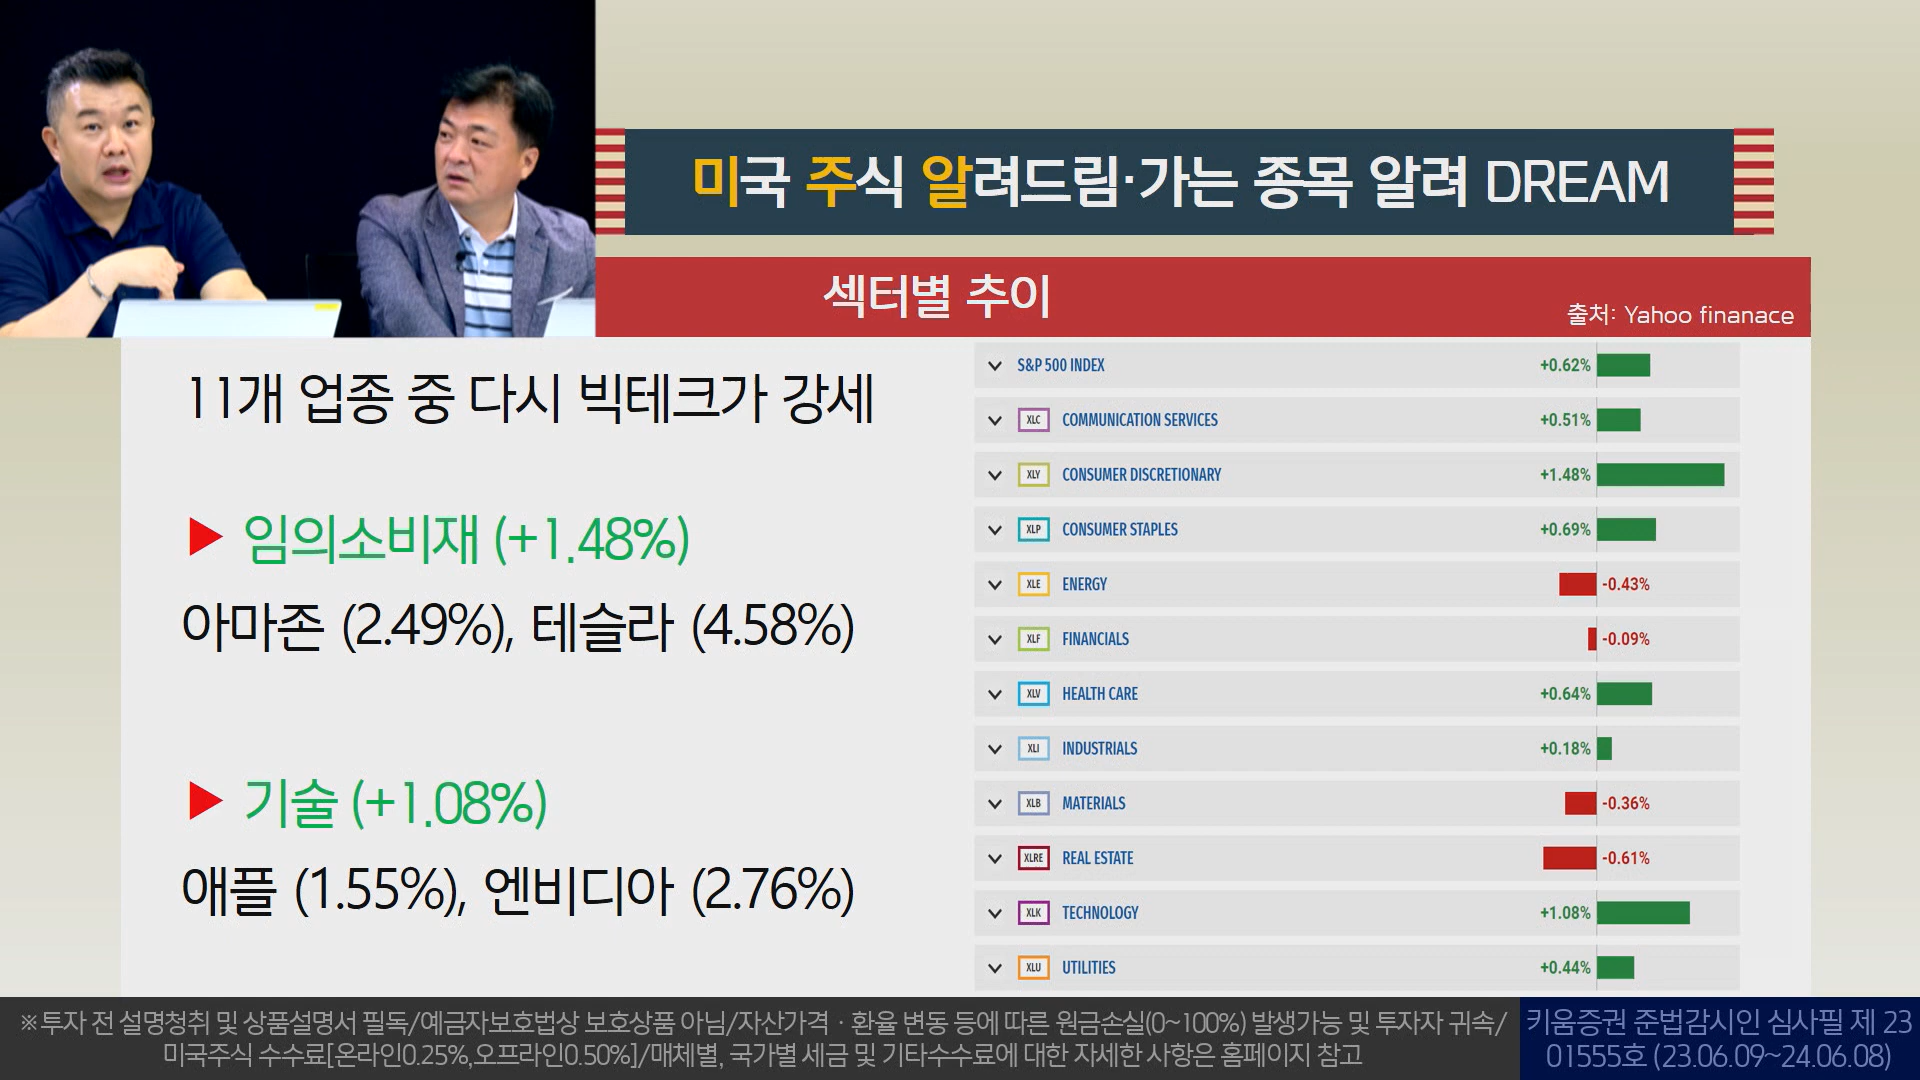 미국 주식 알려드림·가는 종목 알려 DREAM
섹터별 추이
출처: Yahoo finanace
11개 업종 중 다시 빅테크가 강세
▶ 임의소비재 (+1.48%)
아마존 (2.49%), 테슬라 (4.58%)
▶ 기술 (+1.08%)
애플 (1.55%), 엔비디아 (2.76%)
S&P 500 INDEX +0.62%
XLC COMMUNICATION SERVICES +0.51%
XLY CONSUMER DISCRETIONARY +1.48%
XLP CONSUMER STAPLES +0.69%
XLE ENERGY -0.43%
XLF FINANCIALS -0.09%
XLV HEALTH CARE +0.64%
XLI INDUSTRIALS +0.18%
XLB MATERIALS -0.36%
XLRE REAL ESTATE -0.61%
XLK TECHNOLOGY +1.08%
XLU UTILITIES +0.44%
※투자 전 설명청취 및 상품설명서 필독/예금자보호법상 보호상품 아님/자산가격 · 환율 변동 등에 따른 원금손실(0~100%) 발생가능 및 투자자 귀속/
미국주식 수수료[온라인0.25%,오프라인0.50%]/매체별, 국가별 세금 및 기타수수료에 대한 자세한 사항은 홈페이지 참고
키움증권 준법감시인 심사필 제 23
01555호 (23.06.09~24.06.08)